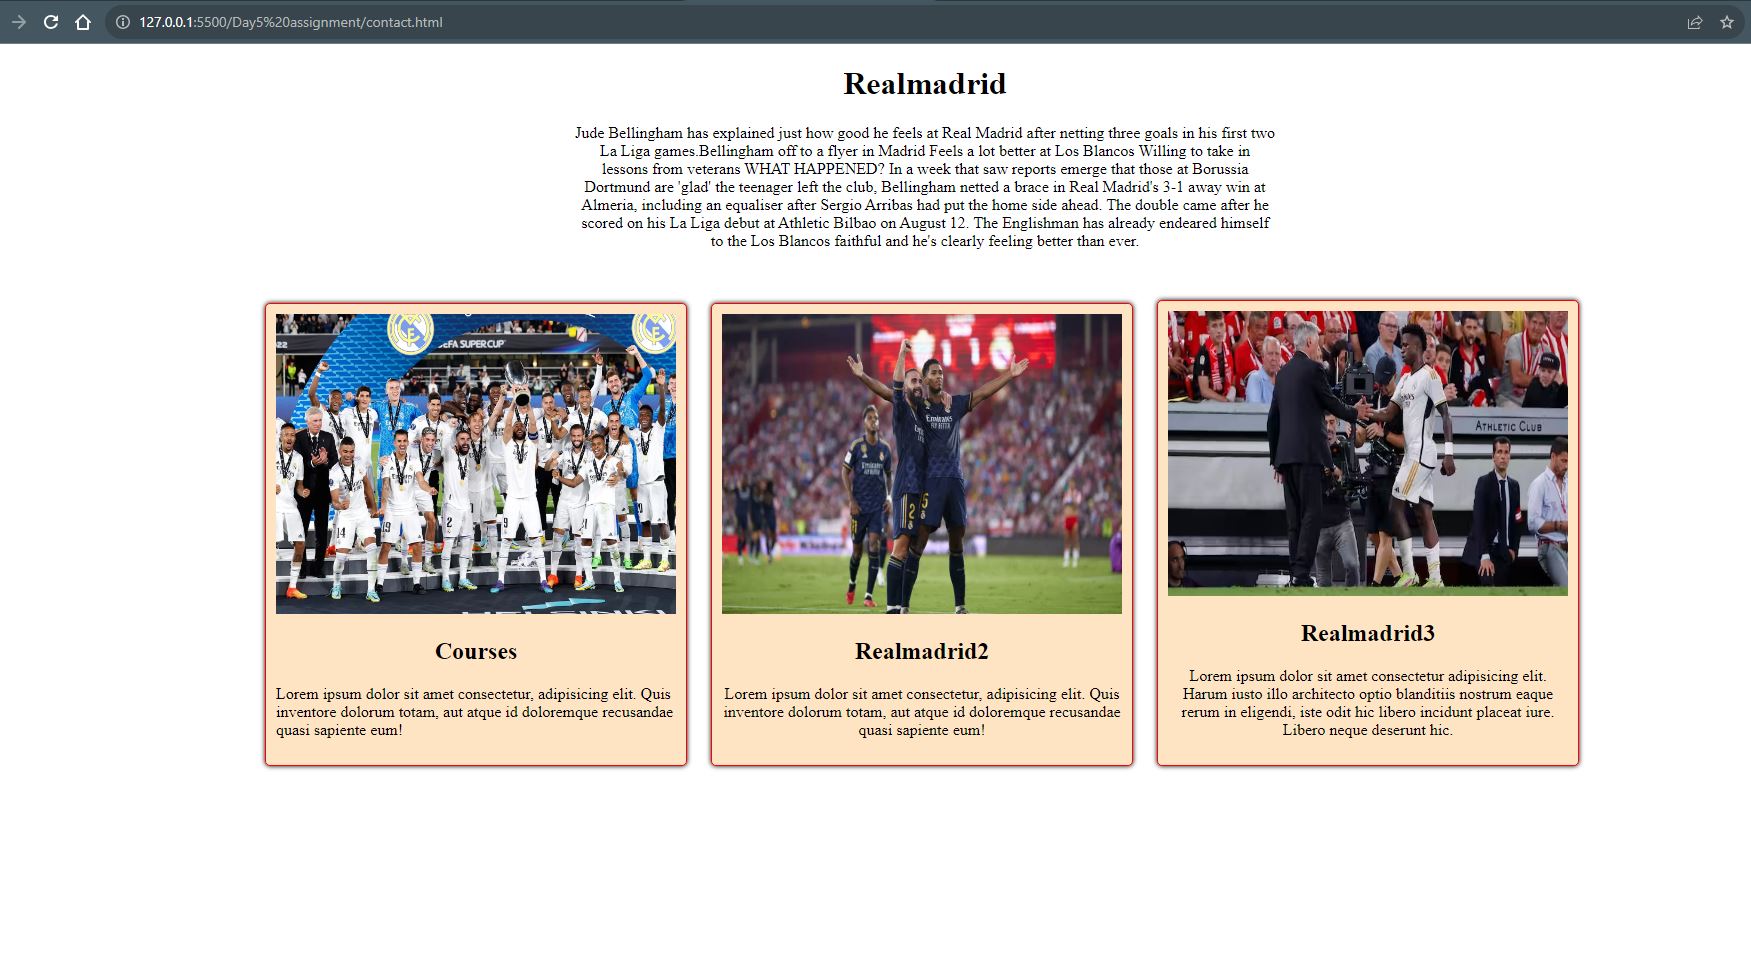 127.0.0.1:5500/Day5%20assignment/contact.html
Realmadrid
Jude Bellingham has explained just how good he feels at Real Madrid after netting three goals in his first two
La Liga games.Bellingham off to a flyer in Madrid Feels a lot better at Los Blancos Willing to take in
lessons from veterans WHAT HAPPENED? In a week that saw reports emerge that those at Borussia
Dortmund are 'glad' the teenager left the club, Bellingham netted a brace in Real Madrid's 3-1 away win at
Almeria, including an equaliser after Sergio Arribas had put the home side ahead. The double came after he
scored on his La Liga debut at Athletic Bilbao on August 12. The Englishman has already endeared himself
to the Los Blancos faithful and he's clearly feeling better than ever.
EFA SUPER CUP
14
19
2
9
Courses
Lorem ipsum dolor sit amet consectetur, adipisicing elit. Quis
inventore dolorum totam, aut atque id doloremque recusandae
quasi sapiente eum!
1
Emirates
FLY BETTER
2
5
Realmadrid2
Lorem ipsum dolor sit amet consectetur, adipisicing elit. Quis
inventore dolorum totam, aut atque id doloremque recusandae
quasi sapiente eum!
ATHLETIC CLUB
Realmadrid3
Lorem ipsum dolor sit amet consectetur adipisicing elit.
Harum iusto illo architecto optio blanditiis nostrum eaque
rerum in eligendi, iste odit hic libero incidunt placeat iure.
Libero neque deserunt hic.